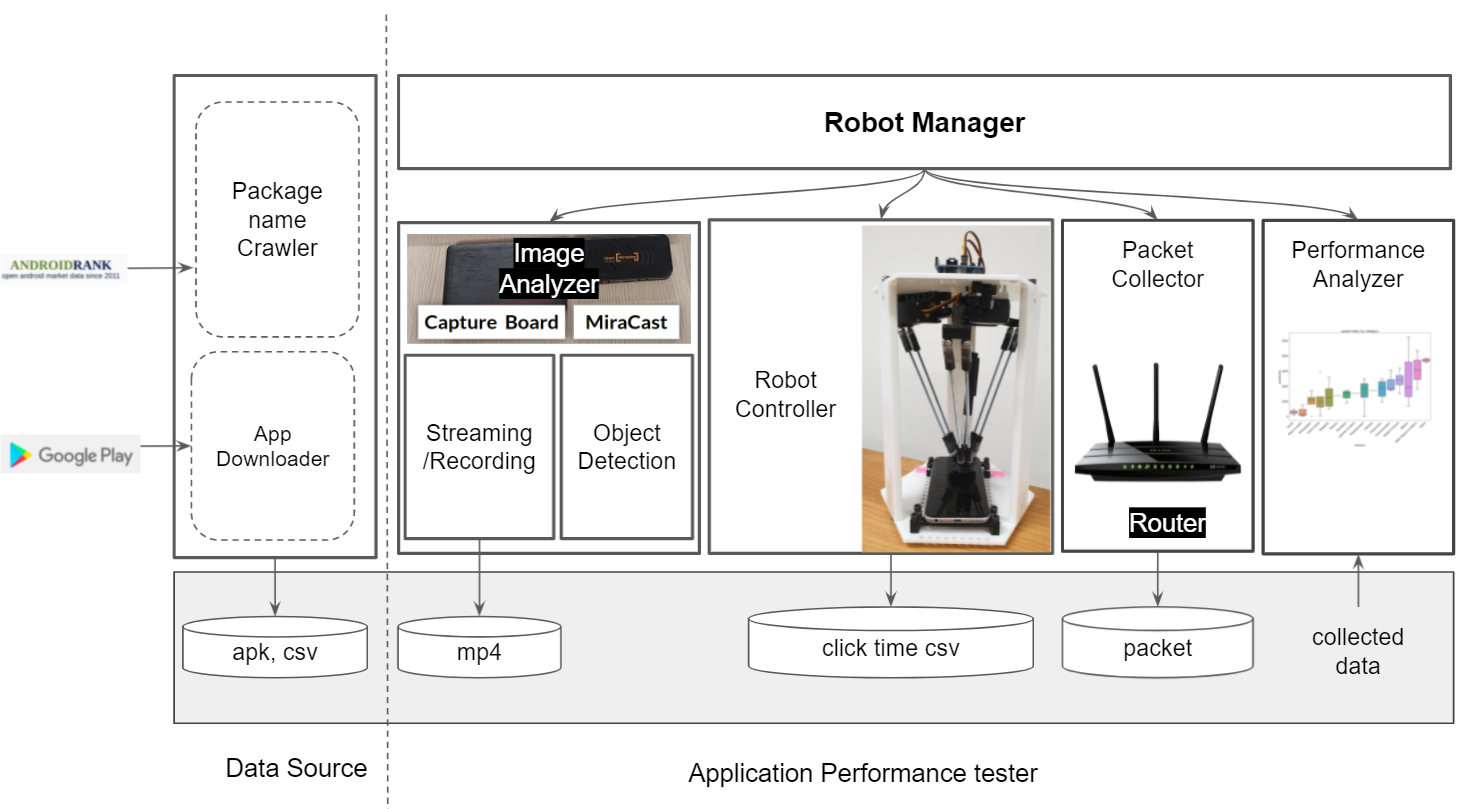 Robot Manager
Package
name
Crawler
ANDROIDRANK
open android market data since 2011
App
Downloader
Google Play
Image
Analyzer
Capture Board
MiraCast
Streaming
/Recording
Object
Detection
Robot
Controller
Packet
Collector
Router
Performance
Analyzer
apk, csv
mp4
click time csv
packet
collected
data
Data Source
Application Performance tester